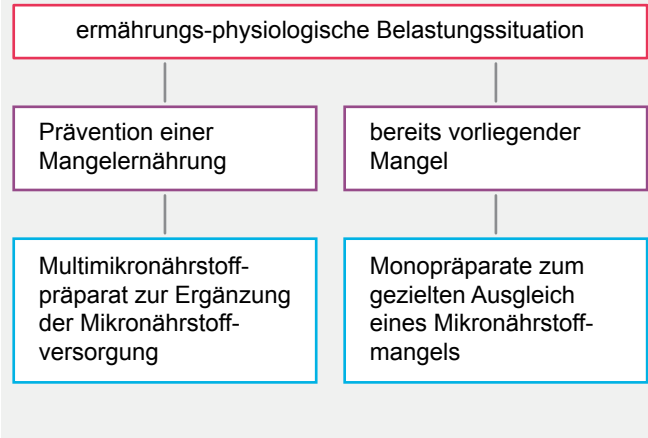 ermährungs-physiologische Belastungssituation
Prävention einer
Mangelernährung
bereits vorliegender
Mangel
Multimikronährstoff-
präparat zur Ergänzung
der Mikronährstoff-
versorgung
Monopräparate zum
gezielten Ausgleich
eines Mikronährstoff-
mangels